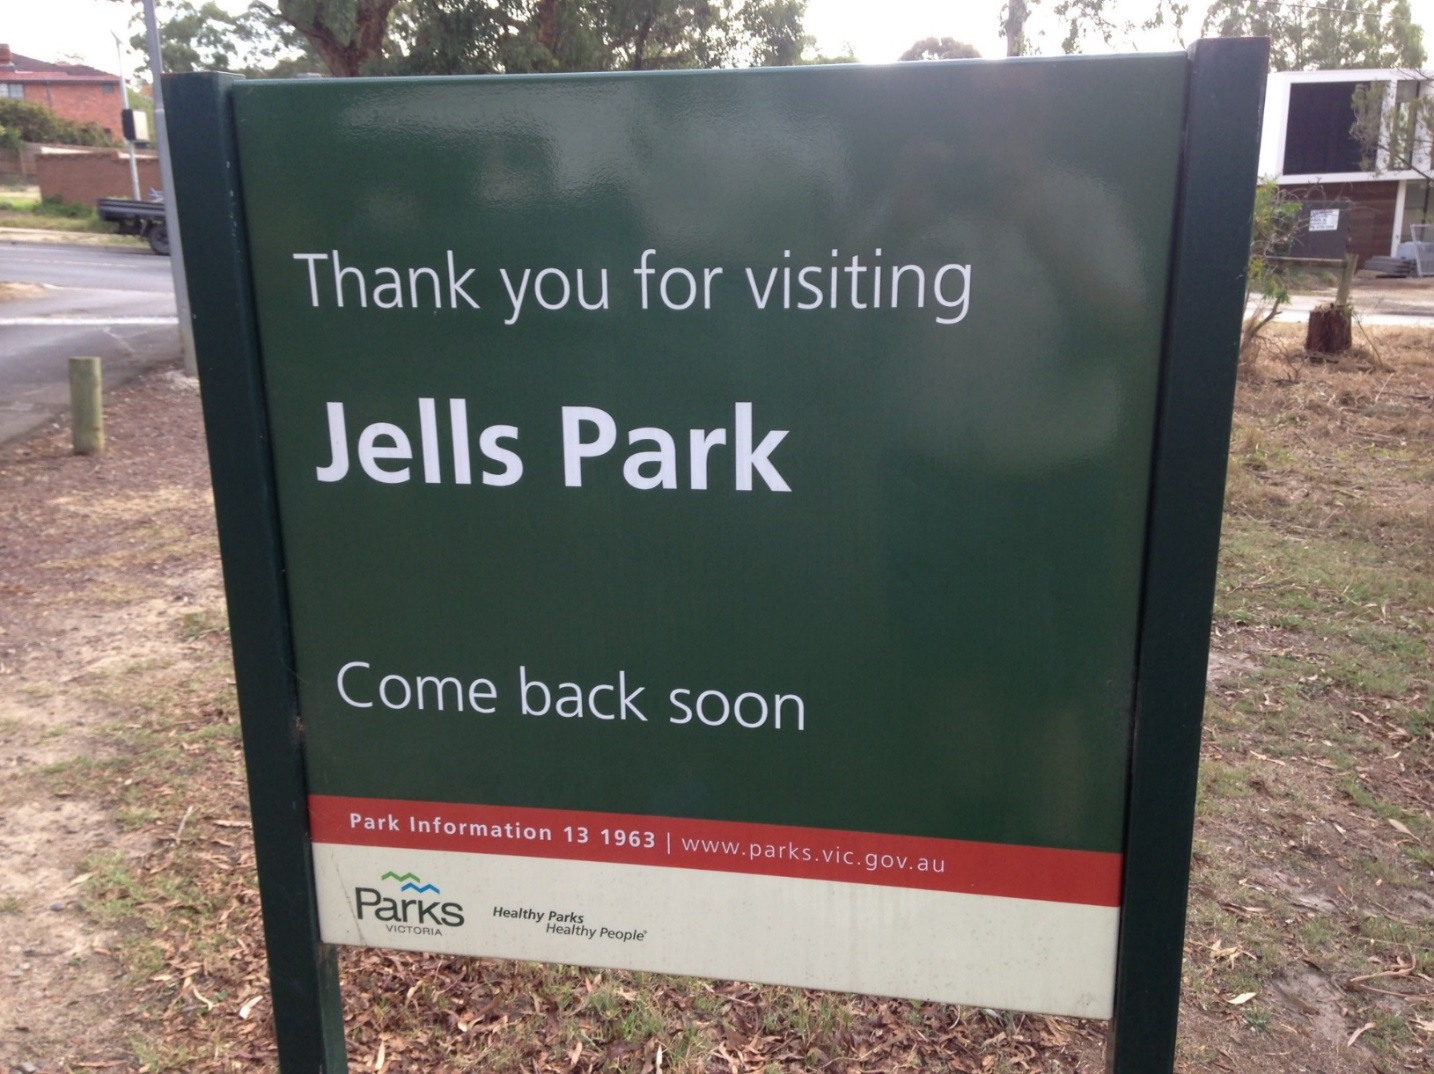 Thank you for visiting
Jells Park
Come back soon
Park Information 13 1963 | www.parks.vic.gov.au
Parks
VICTORIA
Healthy Parks
Healthy People®